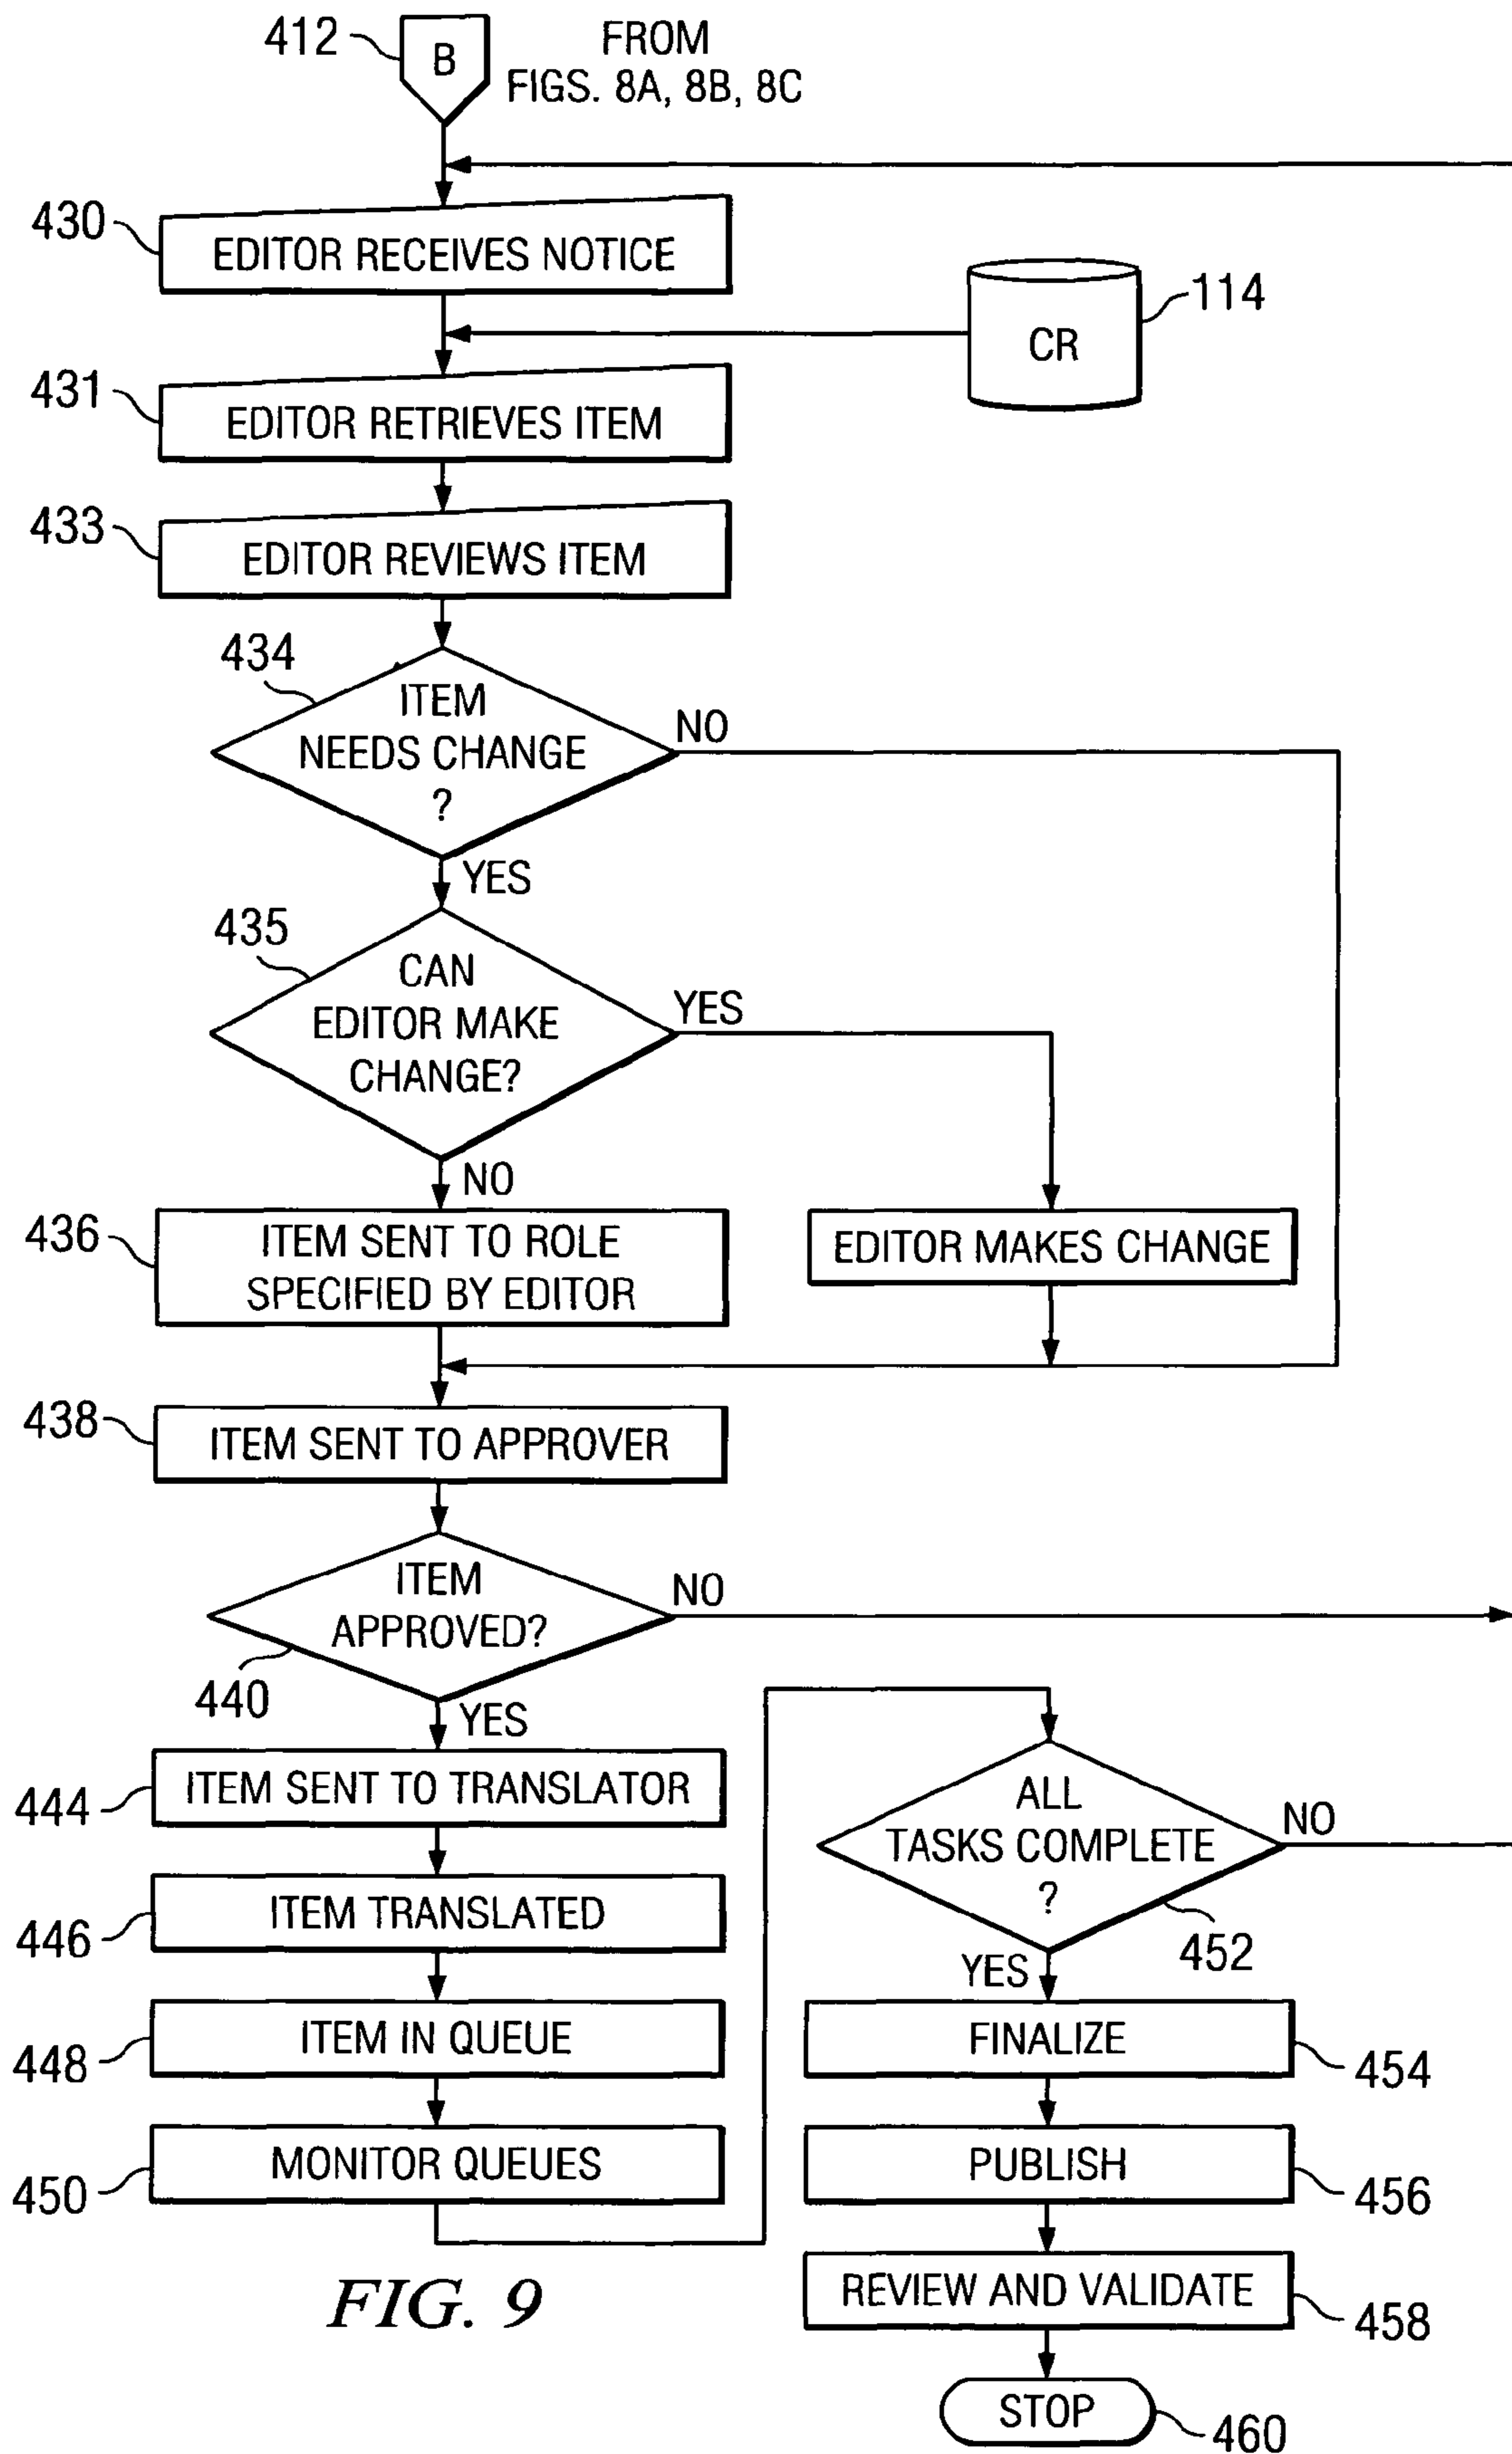 412
B
FROM
FIGS. 8A, 8B, 8C
430
EDITOR RECEIVES NOTICE
114
CR
431
EDITOR RETRIEVES ITEM
433
EDITOR REVIEWS ITEM
434
ITEM
NEEDS CHANGE
?
NO
YES
435
CAN
EDITOR MAKE
CHANGE?
YES
NO
436
ITEM SENT TO ROLE
SPECIFIED BY EDITOR
EDITOR MAKES CHANGE
438
ITEM SENT TO APPROVER
ITEM
APPROVED?
NO
440
YES
444
ITEM SENT TO TRANSLATOR
446
ITEM TRANSLATED
448
ITEM IN QUEUE
450
MONITOR QUEUES
ALL
TASKS COMPLETE
?
NO
452
YES
FINALIZE
454
PUBLISH
456
REVIEW AND VALIDATE
458
STOP
460
FIG. 9